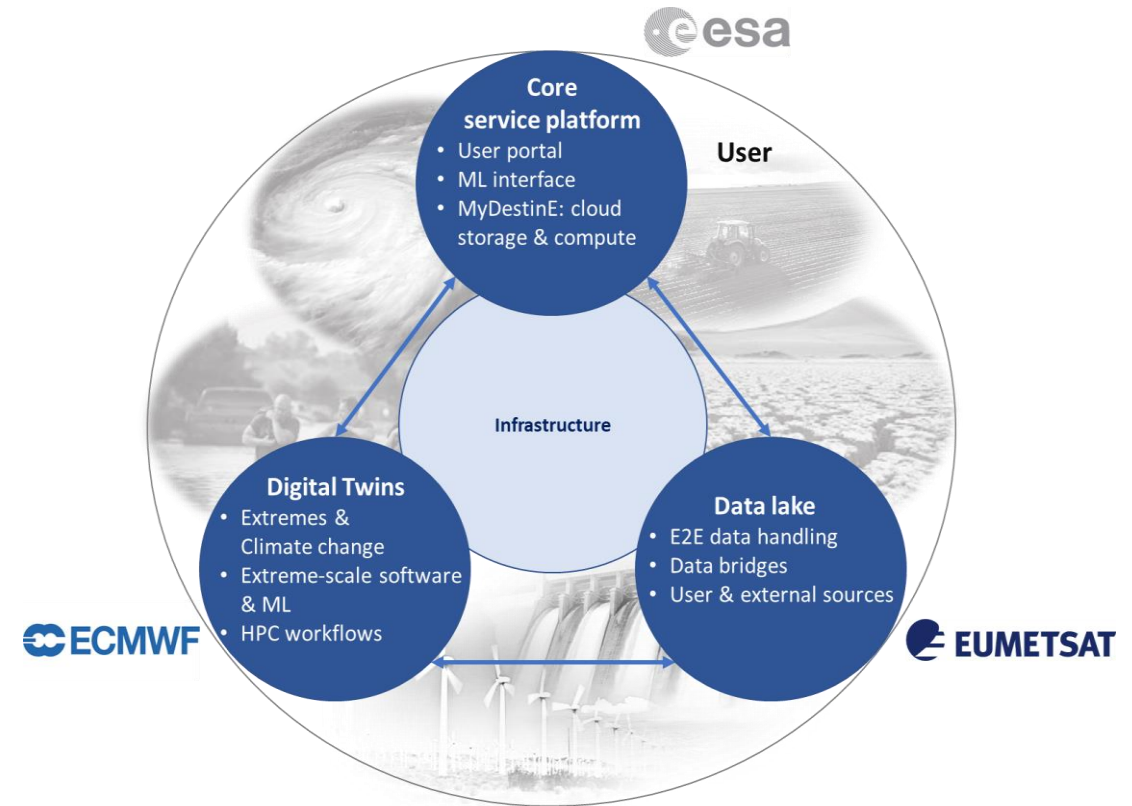 esa
Core
service platform
• User portal
• ML interface
• MyDestinE: cloud
storage & compute
User
Infrastructure
Digital Twins
• Extremes &
Climate change
• Extreme-scale software
& ML
• HPC workflows
Data lake
• E2E data handling
• Data bridges
• User & external sources
ECMWF
EUMETSAT